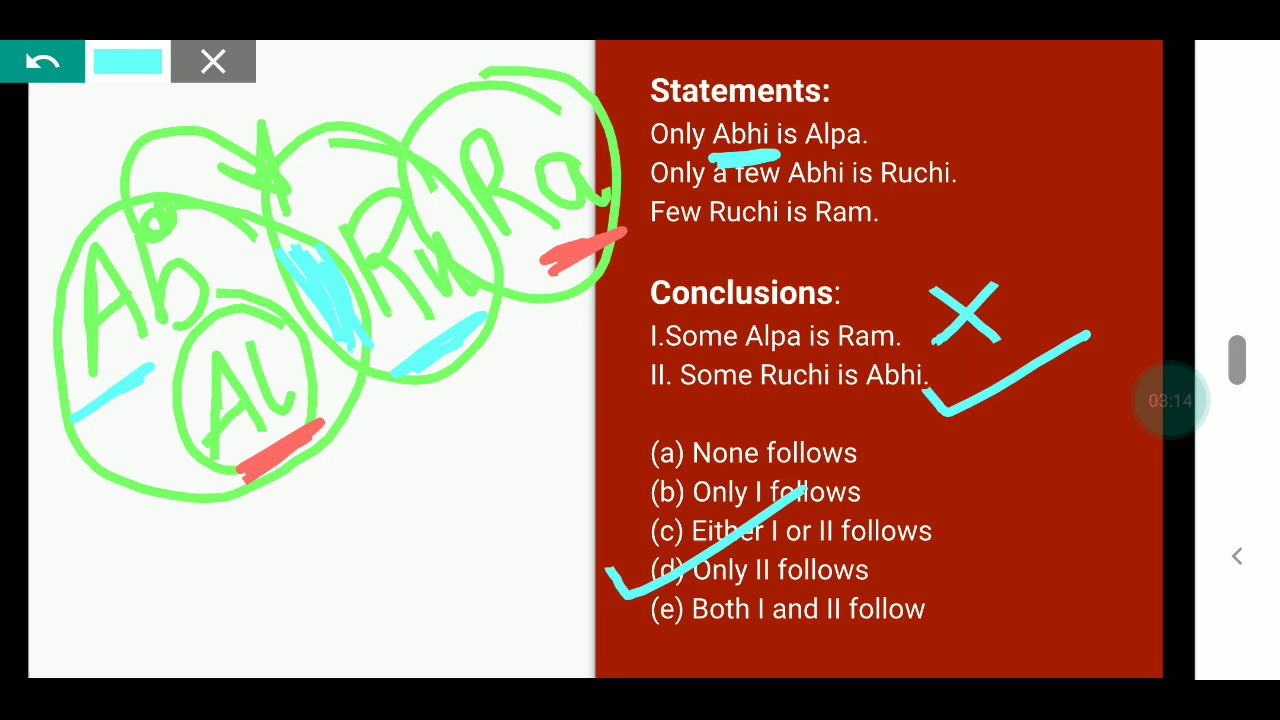 Statements:
Only Abhi is Alpa.
Only a few Abhi is Ruchi.
Few Ruchi is Ram.
Conclusions:
I.Some Alpa is Ram.
II. Some Ruchi is Abhi.
(a) None follows
(b) Only I follows
(c) Either I or II follows
(d) Only II follows
(e) Both I and II follow
Ab
Al
Ru
Ra
03:14